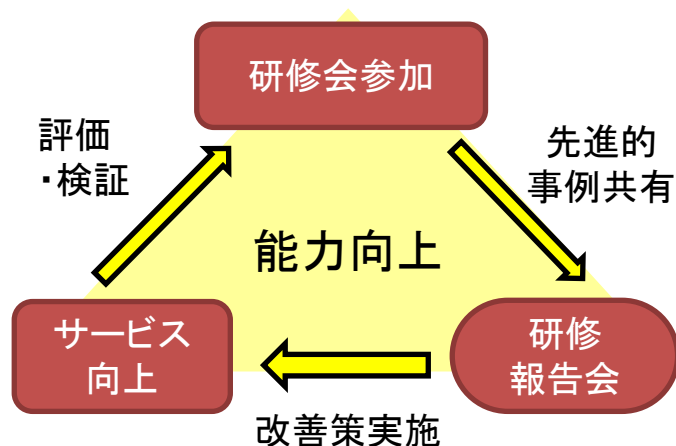 研修会参加
評価
・検証
先進的
事例共有
能力向上
サービス
向上
研修
報告会
改善策実施